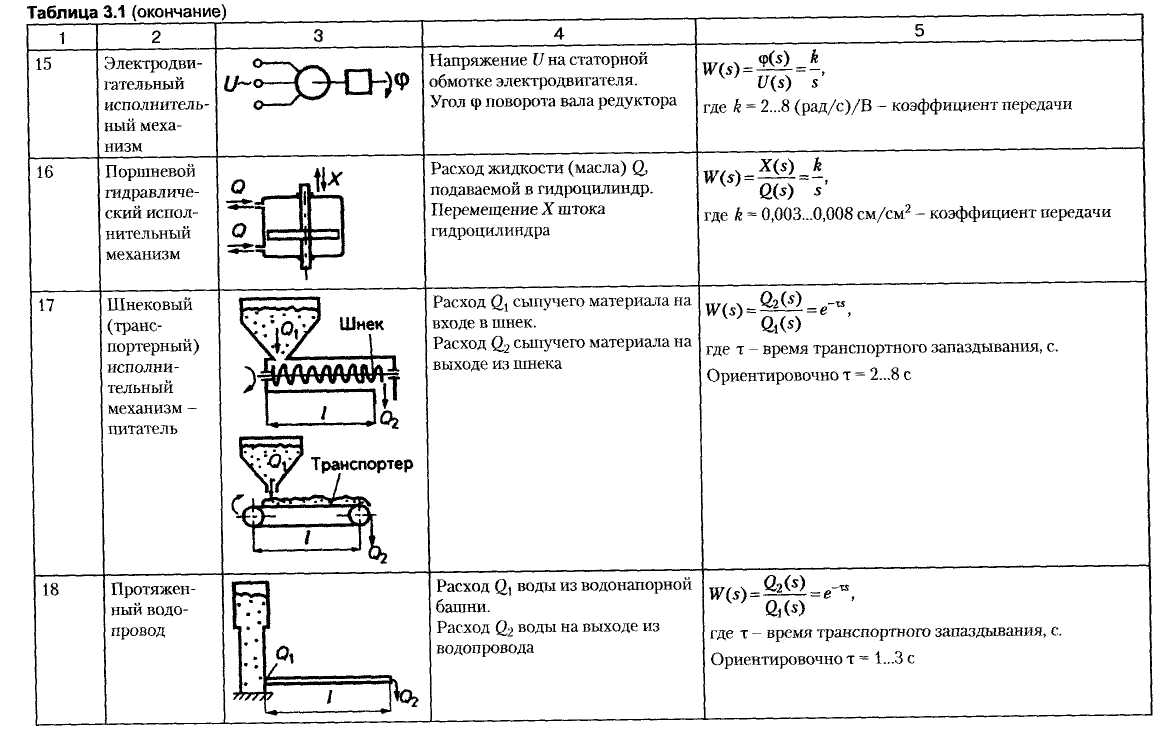 Таблица 3.1 (окончание)
1 2 3 4 5
15
Электродви-
гательный
исполнитель-
ный меха-
низм
U~
φ
Напряжение U на статорной
обмотке электродвигателя.
Угол φ поворота вала редуктора
W(s) = φ(s)/U(s) = k/s,
где k = 2...8 (рад/с)/В – коэффициент передачи
16
Поршневой
гидравличе-
ский испол-
нительный
механизм
X
Q
Q
Расход жидкости (масла) Q,
подаваемой в гидроцилиндр.
Перемещение X штока
гидроцилиндра
W(s) = X(s)/Q(s) = k/s,
где k = 0,003...0,008 см/см² – коэффициент передачи
17
Шнековый
(транс-
портерный)
исполни-
тельный
механизм –
питатель
Q₁
Шнек
l
Q₂
Q₁
Транспортер
l
Q₂
Расход Q₁ сыпучего материала на
входе в шнек.
Расход Q₂ сыпучего материала на
выходе из шнека
W(s) = Q₂(s)/Q₁(s) = e^–τs,
где τ – время транспортного запаздывания, с.
Ориентировочно τ = 2...8 с
18
Протяжен-
ный водо-
провод
Q₁
l
Q₂
Расход Q₁ воды из водонапорной
башни.
Расход Q₂ воды на выходе из
водопровода
W(s) = Q₂(s)/Q₁(s) = e^–τs,
где τ – время транспортного запаздывания, с.
Ориентировочно τ = 1...3 с